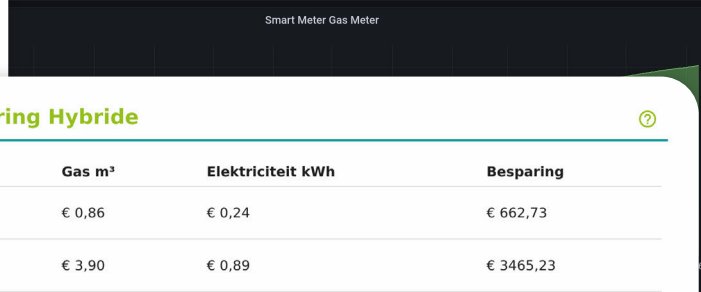 Smart Meter Gas Meter
ring Hybride
Gas m³ Elektriciteit kWh Besparing
€ 0,86 € 0,24 € 662,73
€ 3,90 € 0,89 € 3465,23